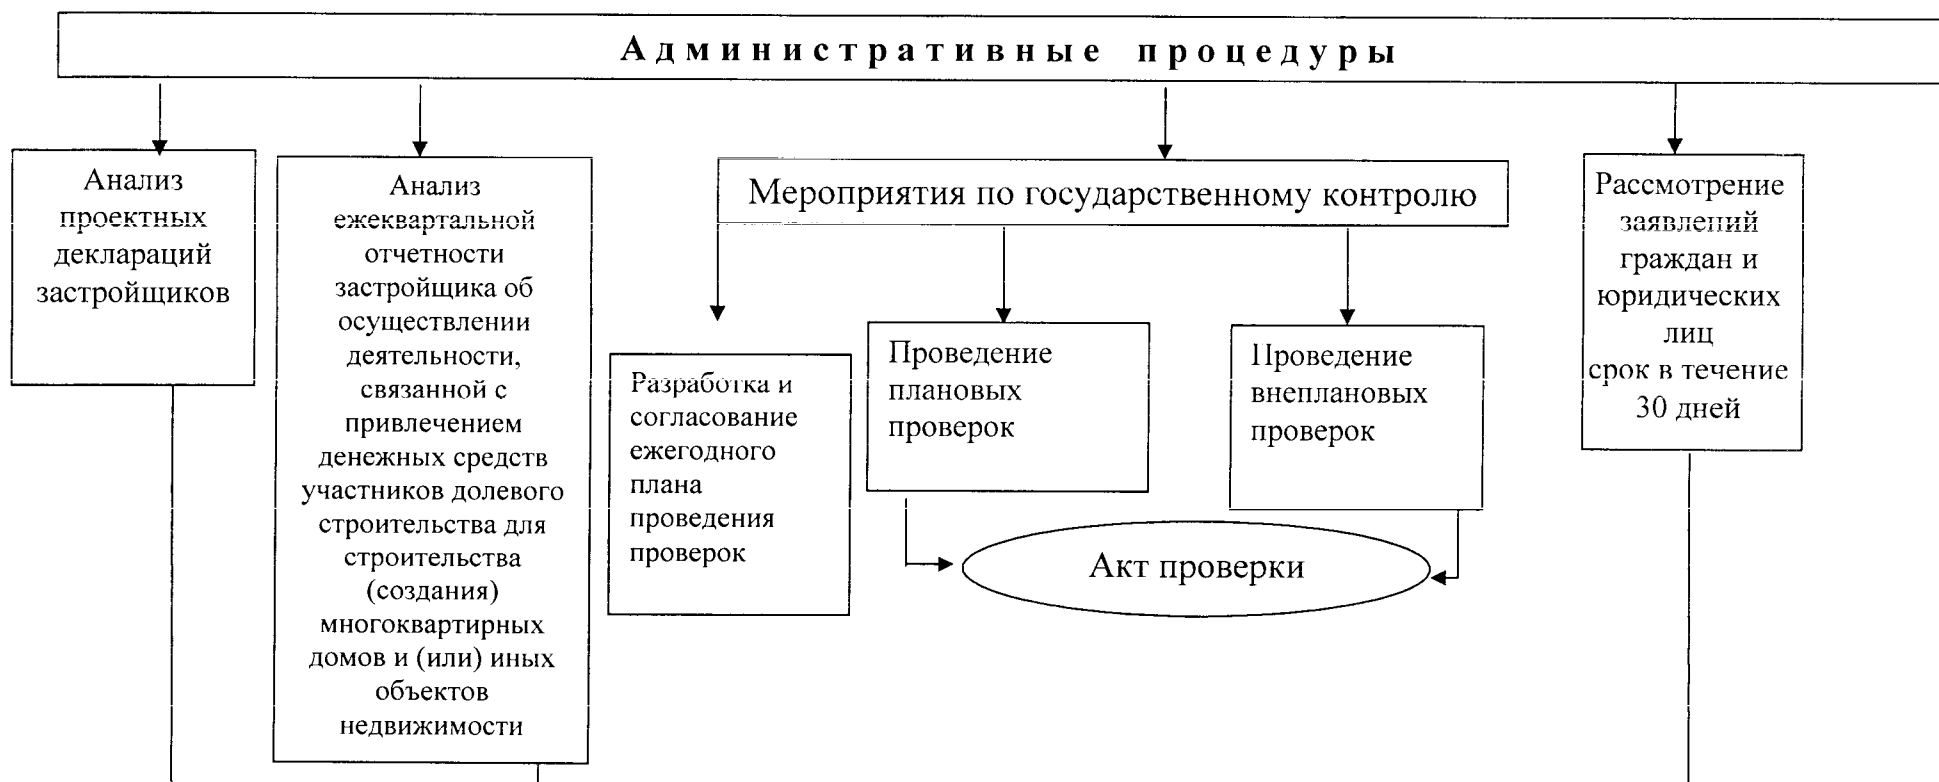 Административные процедуры
Анализ
проектных
деклараций
застройщиков
Анализ
ежеквартальной
отчетности
застройщика об
осуществлении
деятельности,
связанной с
привлечением
денежных средств
участников долевого
строительства для
строительства
(создания)
многоквартирных
домов и (или) иных
объектов
недвижимости
Мероприятия по государственному контролю
Разработка и
согласование
ежегодного
плана
проведения
проверок
Проведение
плановых
проверок
Проведение
внеплановых
проверок
Акт проверки
Рассмотрение
заявлений
граждан и
юридических
лиц
срок в течение
30 дней